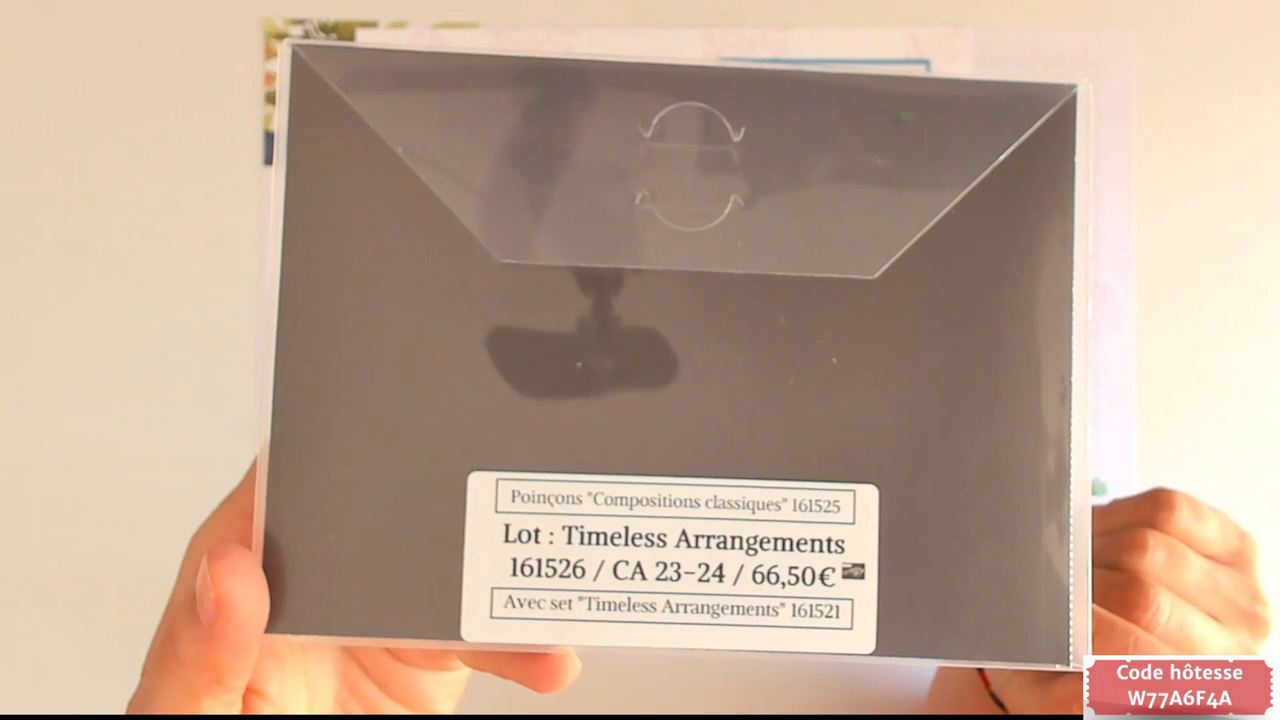 Poinçons "Compositions classiques" 161525
Lot : Timeless Arrangements
161526 / CA 23-24 / 66,50€
Avec set "Timeless Arrangements" 161521
Code hôtesse
W77A6F4A